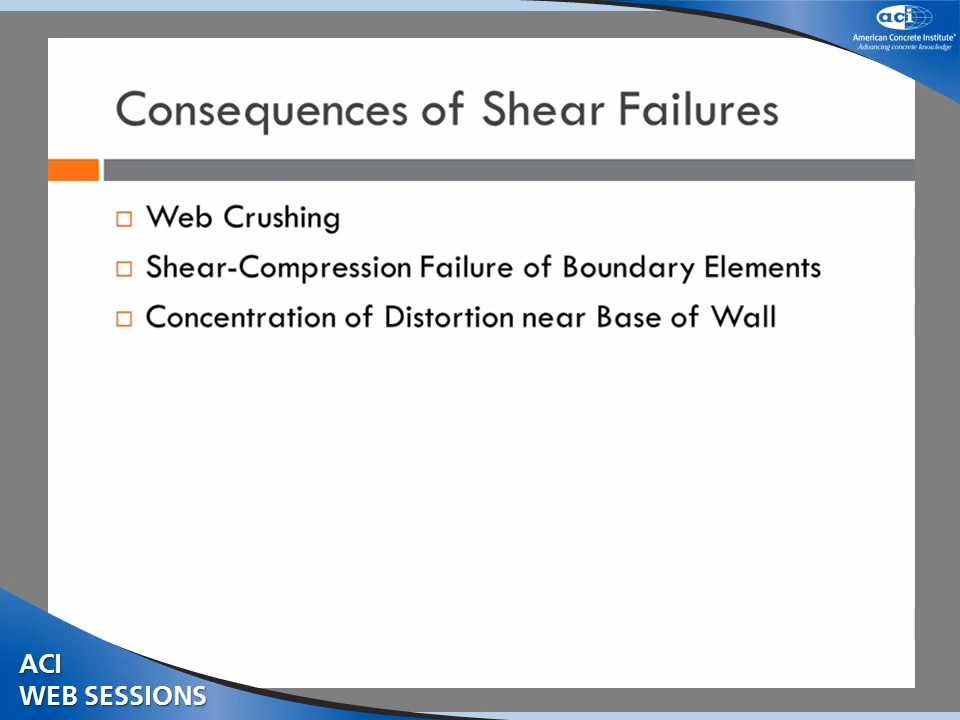 aci
American Concrete Institute®
Advancing concrete knowledge
Consequences of Shear Failures
Web Crushing
Shear-Compression Failure of Boundary Elements
Concentration of Distortion near Base of Wall
ACI
WEB SESSIONS